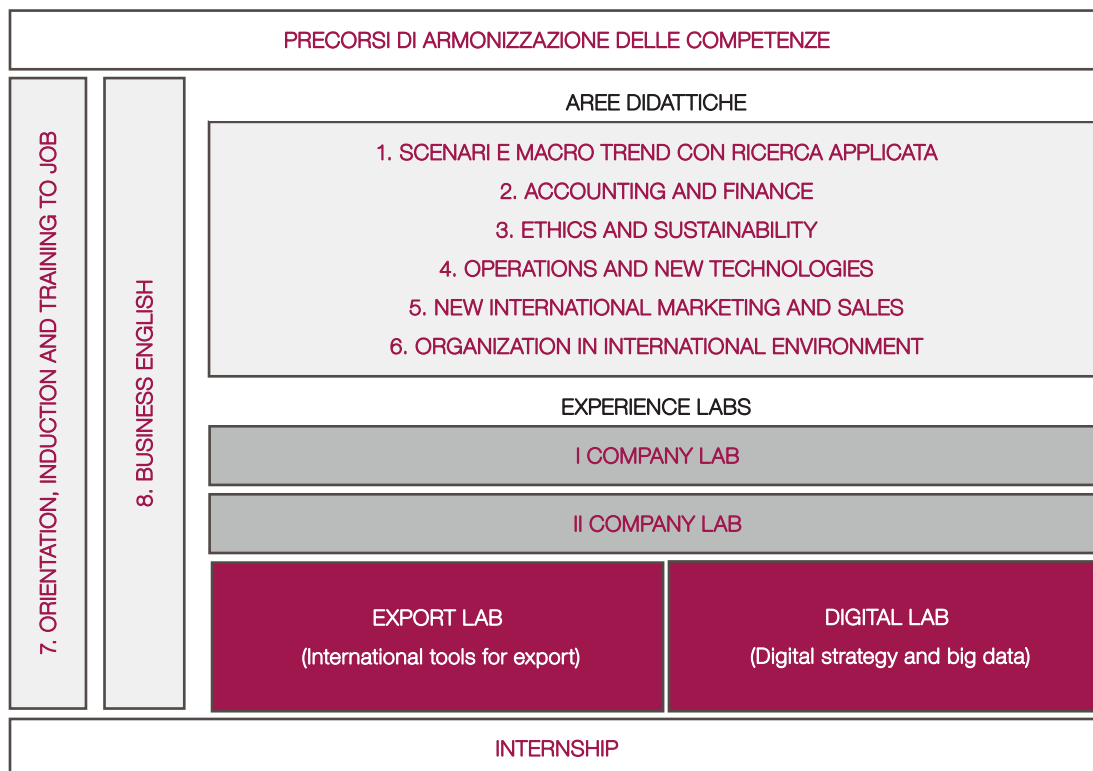 PRECORSI DI ARMONIZZAZIONE DELLE COMPETENZE
7. ORIENTATION, INDUCTION AND TRAINING TO JOB
8. BUSINESS ENGLISH
AREE DIDATTICHE
1. SCENARI E MACRO TREND CON RICERCA APPLICATA
2. ACCOUNTING AND FINANCE
3. ETHICS AND SUSTAINABILITY
4. OPERATIONS AND NEW TECHNOLOGIES
5. NEW INTERNATIONAL MARKETING AND SALES
6. ORGANIZATION IN INTERNATIONAL ENVIRONMENT
EXPERIENCE LABS
I COMPANY LAB
II COMPANY LAB
EXPORT LAB
(International tools for export)
DIGITAL LAB
(Digital strategy and big data)
INTERNSHIP